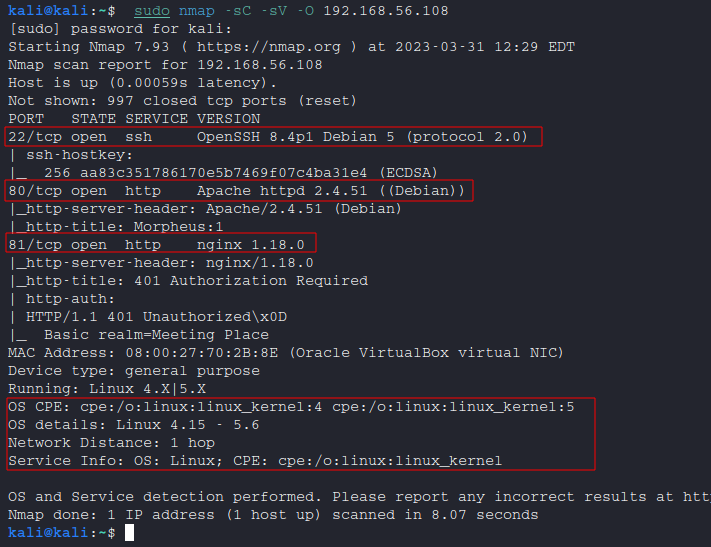 kali@kali:~$  sudo nmap -sC -sV -O 192.168.56.108
[sudo] password for kali:
Starting Nmap 7.93 ( https://nmap.org ) at 2023-03-31 12:29 EDT
Nmap scan report for 192.168.56.108
Host is up (0.00059s latency).
Not shown: 997 closed tcp ports (reset)
PORT   STATE SERVICE VERSION
22/tcp open  ssh     OpenSSH 8.4p1 Debian 5 (protocol 2.0)
| ssh-hostkey:
|_  256 aa83c351786170e5b7469f07c4ba31e4 (ECDSA)
80/tcp open  http    Apache httpd 2.4.51 ((Debian))
|_http-server-header: Apache/2.4.51 (Debian)
|_http-title: Morpheus:1
81/tcp open  http    nginx 1.18.0
|_http-server-header: nginx/1.18.0
|_http-title: 401 Authorization Required
| http-auth:
| HTTP/1.1 401 Unauthorized\x0D
|_  Basic realm=Meeting Place
MAC Address: 08:00:27:70:2B:8E (Oracle VirtualBox virtual NIC)
Device type: general purpose
Running: Linux 4.X|5.X
OS CPE: cpe:/o:linux:linux_kernel:4 cpe:/o:linux:linux_kernel:5
OS details: Linux 4.15 - 5.6
Network Distance: 1 hop
Service Info: OS: Linux; CPE: cpe:/o:linux:linux_kernel

OS and Service detection performed. Please report any incorrect results at htt
Nmap done: 1 IP address (1 host up) scanned in 8.07 seconds
kali@kali:~$